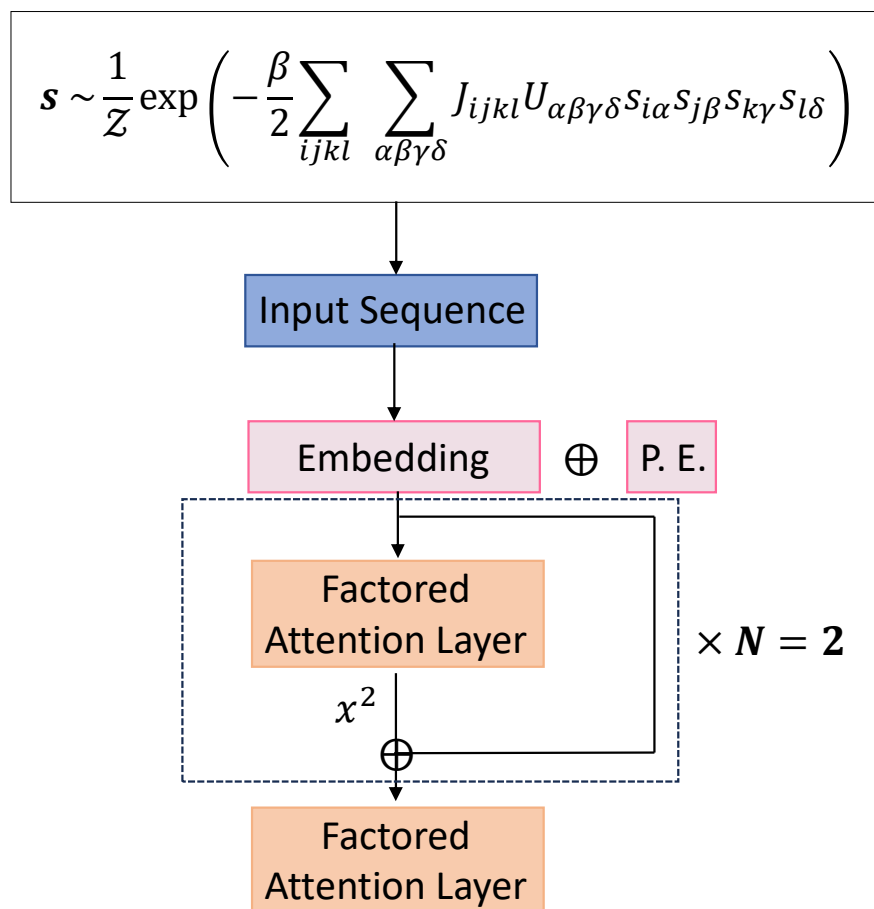 𝒔 ~ 1/𝒵 exp(−β/2 ∑_{ijkl} ∑_{αβγδ} J_{ijkl} U_{αβγδ} s_{iα} s_{jβ} s_{kγ} s_{lδ})
Input Sequence
Embedding ⊕ P. E.
Factored
Attention Layer
× N = 2
x²
⊕
Factored
Attention Layer